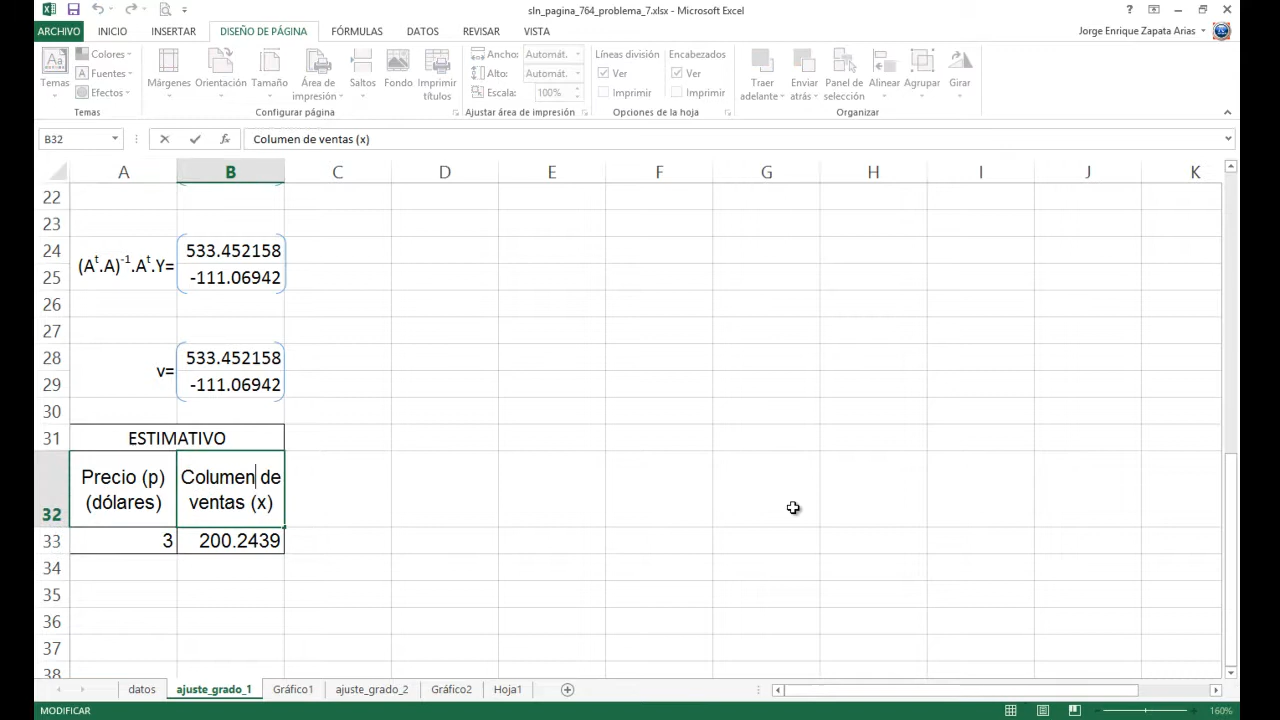 sln_pagina_764_problema_7.xlsx - Microsoft Excel
ARCHIVO INICIO INSERTAR DISEÑO DE PÁGINA FÓRMULAS DATOS REVISAR VISTA Jorge Enrique Zapata Arias
Colores Ancho: Automát. Líneas división Encabezados
Fuentes Alto: Automát. Ver Ver
Efectos Escala: 100% Imprimir Imprimir
Temas Márgenes Orientación Tamaño Área de impresión Saltos Fondo Imprimir títulos Traer adelante Enviar atrás Panel de selección Alinear Agrupar Girar
Temas Configurar página Ajustar área de impresión Opciones de la hoja Organizar
B32 fx Columen de ventas (x)
A B C D E F G H I J K
22
23
24 533.452158
(Aᵗ.A)⁻¹.Aᵗ.Y=
25 -111.06942
26
27
28 533.452158
v=
29 -111.06942
30
31 ESTIMATIVO
Precio (p) Columen de
(dólares) ventas (x)
32
33 3 200.2439
34
35
36
37
38
datos ajuste_grado_1 Gráfico1 ajuste_grado_2 Gráfico2 Hoja1
MODIFICAR 160%